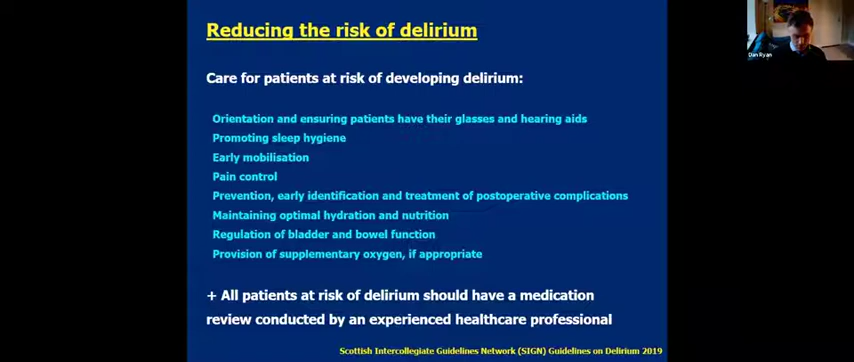 Reducing the risk of delirium
Dan Ryan
Care for patients at risk of developing delirium:
Orientation and ensuring patients have their glasses and hearing aids
Promoting sleep hygiene
Early mobilisation
Pain control
Prevention, early identification and treatment of postoperative complications
Maintaining optimal hydration and nutrition
Regulation of bladder and bowel function
Provision of supplementary oxygen, if appropriate
+ All patients at risk of delirium should have a medication
review conducted by an experienced healthcare professional
Scottish Intercollegiate Guidelines Network (SIGN) Guidelines on Delirium 2019